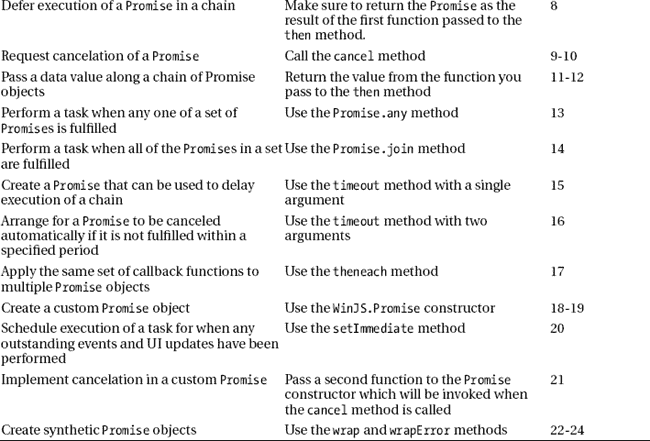 Defer execution of a Promise in a chain Make sure to return the Promise as the 8
result of the first function passed to the
then method.
Request cancelation of a Promise Call the cancel method 9-10
Pass a data value along a chain of Promise Return the value from the function you 11-12
objects pass to the then method
Perform a task when any one of a set of Use the Promise.any method 13
Promises is fulfilled
Perform a task when all of the Promises in a set Use the Promise.join method 14
are fulfilled
Create a Promise that can be used to delay Use the timeout method with a single 15
execution of a chain argument
Arrange for a Promise to be canceled Use the timeout method with two 16
automatically if it is not fulfilled within a arguments
specified period
Apply the same set of callback functions to Use the theneach method 17
multiple Promise objects
Create a custom Promise object Use the WinJS.Promise constructor 18-19
Schedule execution of a task for when any Use the setImmediate method 20
outstanding events and UI updates have been
performed
Implement cancelation in a custom Promise Pass a second function to the Promise 21
constructor which will be invoked when
the cancel method is called
Create synthetic Promise objects Use the wrap and wrapError methods 22-24